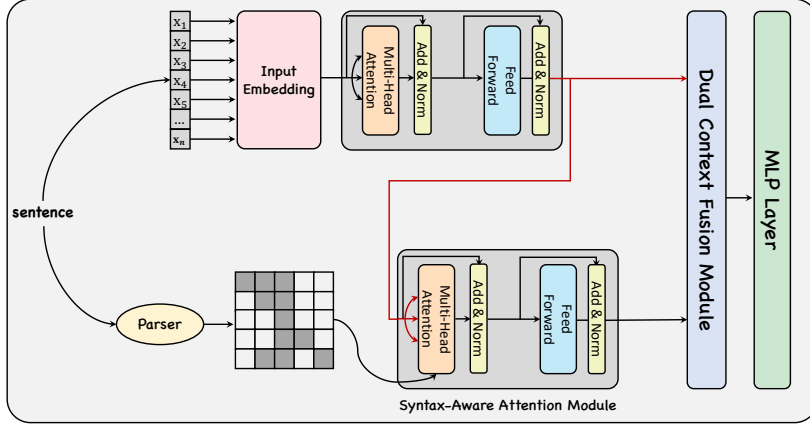 x₁
x₂
x₃
x₄
x₅
...
xₙ
Input
Embedding
Multi-Head
Attention
Add & Norm
Feed
Forward
Add & Norm
sentence
Parser
Multi-Head
Attention
Add & Norm
Feed
Forward
Add & Norm
Syntax-Aware Attention Module
Dual Context Fusion Module
MLP Layer